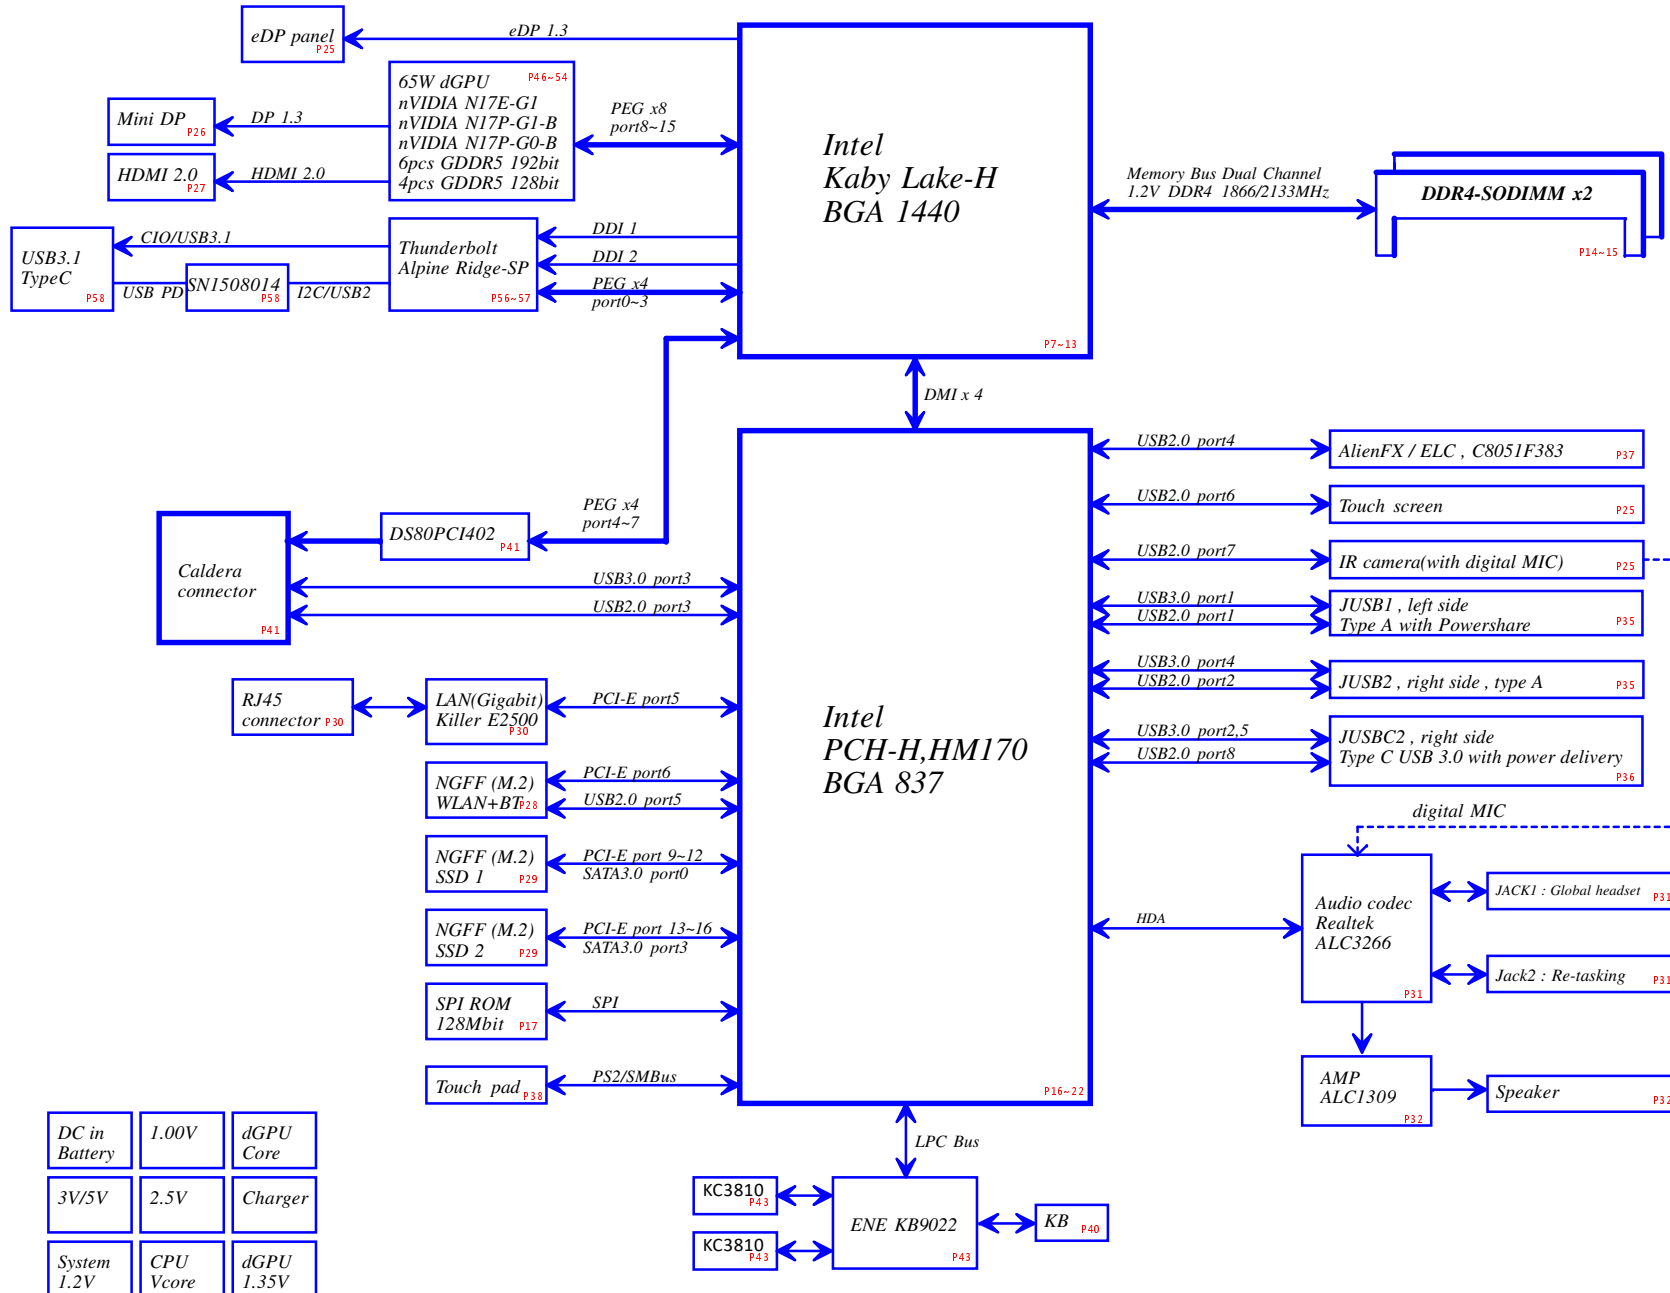 eDP panel
P25
eDP 1.3
65W dGPU
P46~54
nVIDIA N17E-G1
nVIDIA N17P-G1-B
nVIDIA N17P-G0-B
6pcs GDDR5 192bit
4pcs GDDR5 128bit
Mini DP
P26
DP 1.3
HDMI 2.0
P27
HDMI 2.0
PEG x8
port8~15
Intel
Kaby Lake-H
BGA 1440
P7~13
Memory Bus Dual Channel
1.2V DDR4 1866/2133MHz
DDR4-SODIMM x2
P14~15
USB3.1
TypeC
P58
CIO/USB3.1
USB PD
SN1508014
P58
I2C/USB2
Thunderbolt
Alpine Ridge-SP
P56~57
DDI 1
DDI 2
PEG x4
port0~3
DMI x 4
Caldera
connector
P41
DS80PCI402
P41
PEG x4
port4~7
USB3.0 port3
USB2.0 port3
RJ45
connector P30
LAN(Gigabit)
Killer E2500
P30
PCI-E port5
NGFF (M.2)
WLAN+BT P28
PCI-E port6
USB2.0 port5
NGFF (M.2)
SSD 1
P29
PCI-E port 9~12
SATA3.0 port0
NGFF (M.2)
SSD 2
P29
PCI-E port 13~16
SATA3.0 port3
SPI ROM
128Mbit
P17
SPI
Touch pad P38
PS2/SMBus
Intel
PCH-H,HM170
BGA 837
P16~22
USB2.0 port4
AlienFX / ELC , C8051F383
P37
USB2.0 port6
Touch screen
P25
USB2.0 port7
IR camera(with digital MIC)
P25
USB3.0 port1
USB2.0 port1
JUSB1 , left side
Type A with Powershare
P35
USB3.0 port4
USB2.0 port2
JUSB2 , right side , type A
P35
USB3.0 port2,5
USB2.0 port8
JUSBC2 , right side
Type C USB 3.0 with power delivery
P36
digital MIC
HDA
Audio codec
Realtek
ALC3266
P31
JACK1 : Global headset
P31
Jack2 : Re-tasking
P31
AMP
ALC1309
P32
Speaker
P32
LPC Bus
KC3810
P43
KC3810
P43
ENE KB9022
P43
KB
P40
DC in
Battery
1.00V
dGPU
Core
3V/5V
2.5V
Charger
System
1.2V
CPU
Vcore
dGPU
1.35V